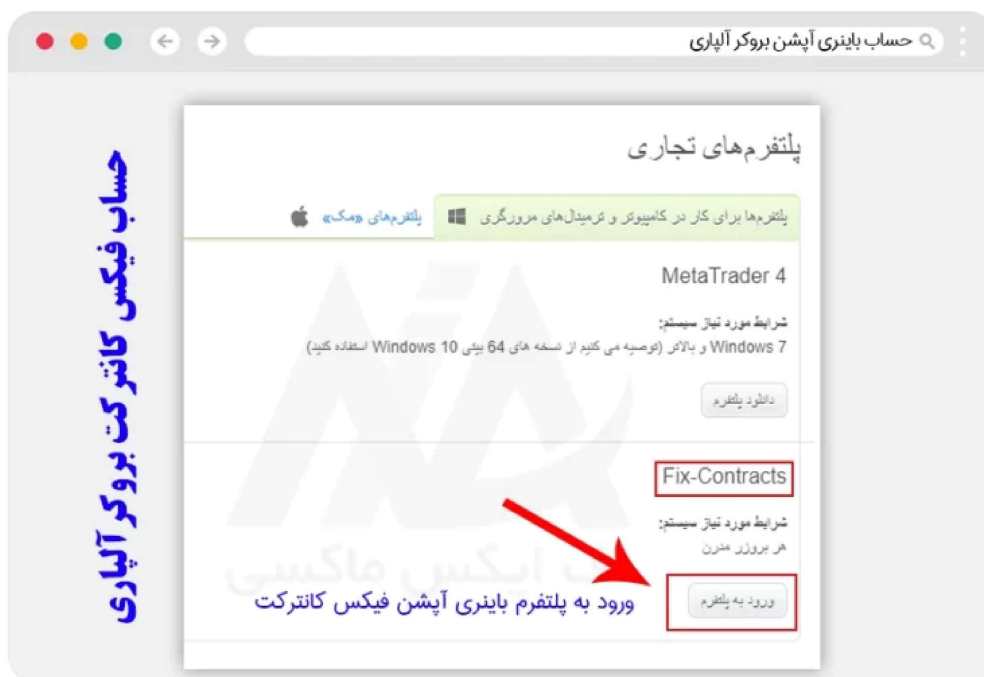 حساب باینری آپشن بروکر آلپاری
حساب فیکس کانترکت بروکر آلپاری
پلتفرم‌های تجاری
پلتفرم‌ها برای کار در کامپیوتر و ترمینال‌های مرورگری
پلتفرم‌های «مک»
MetaTrader 4
شرایط مورد نیاز سیستم:
Windows 7 و بالاتر (توصیه می کنیم از نسخه های 64 بیتی Windows 10 استفاده کنید)
دانلود پلتفرم
Fix-Contracts
شرایط مورد نیاز سیستم:
هر بروزر مدرن
ورود به پلتفرم
ورود به پلتفرم باینری آپشن فیکس کانترکت
ایکس ماکسی